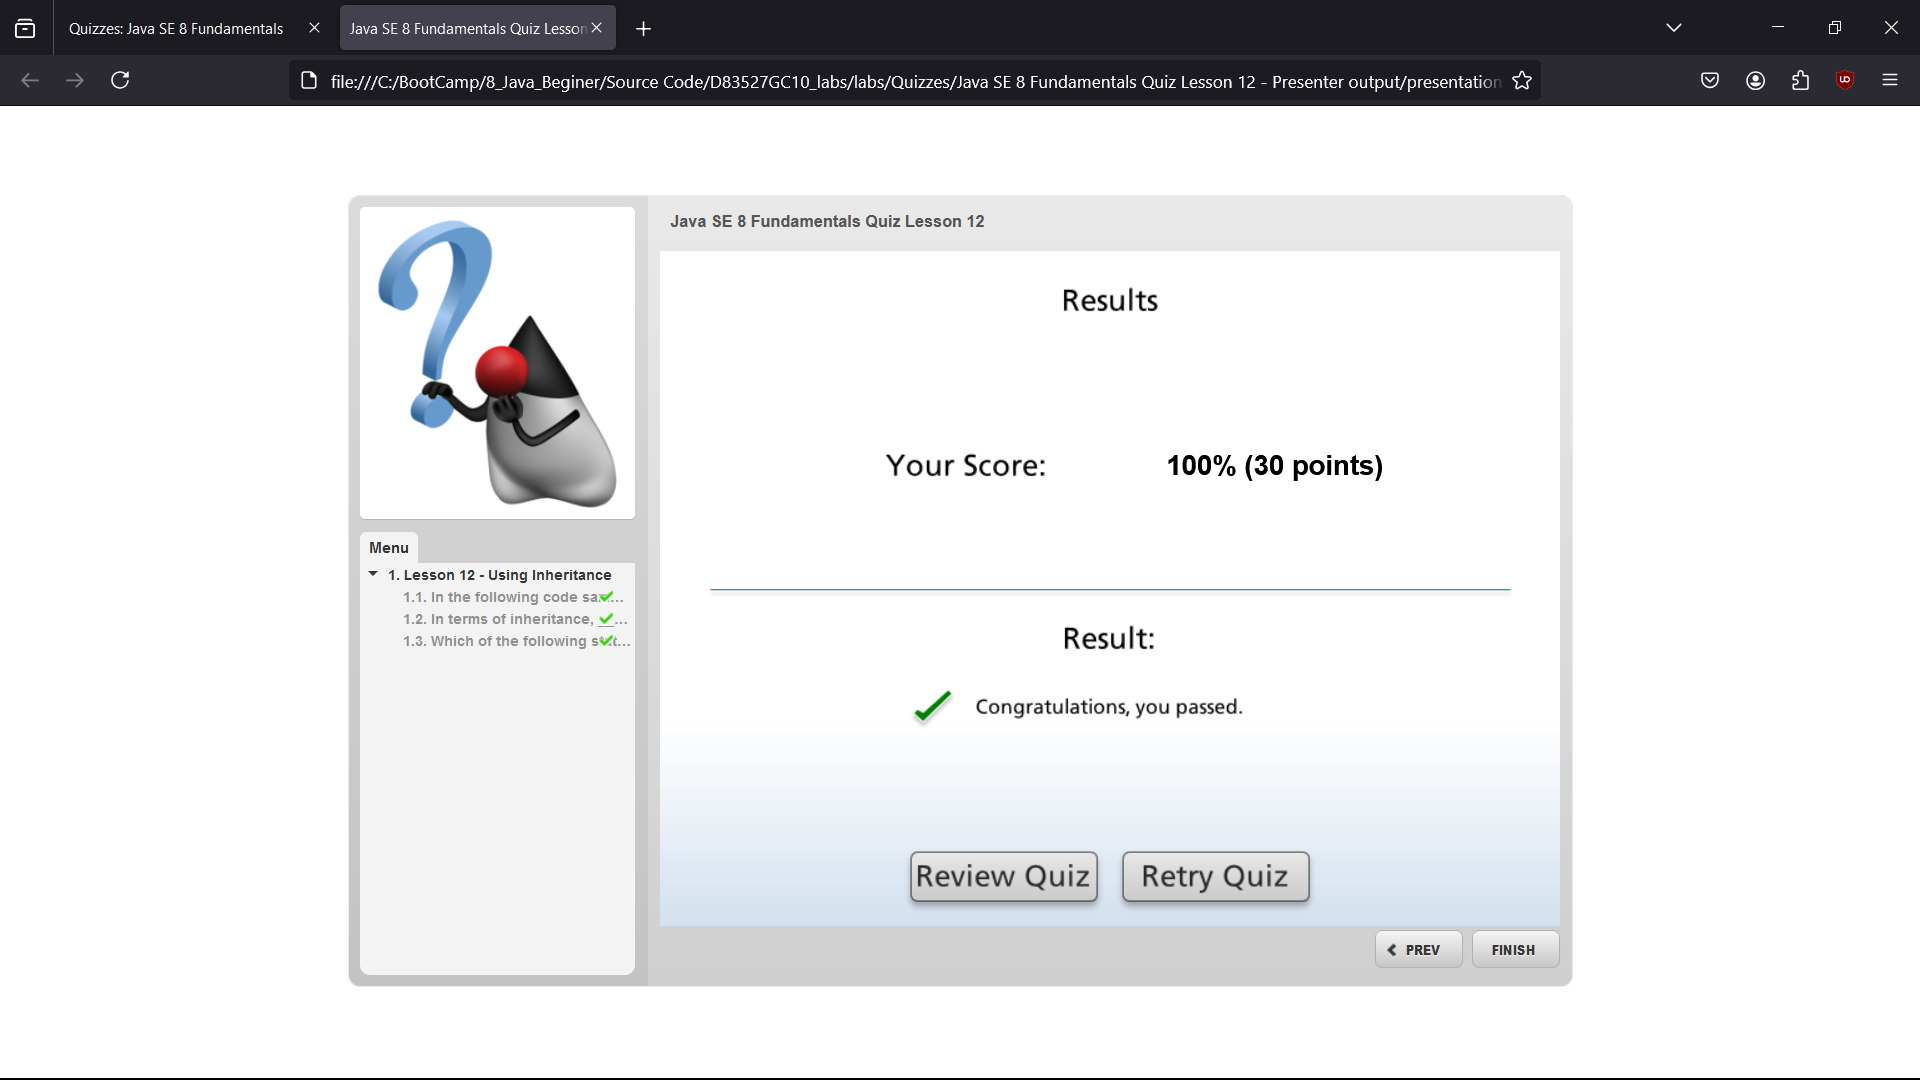 Quizzes: Java SE 8 Fundamentals
Java SE 8 Fundamentals Quiz Lesson
file:///C:/BootCamp/8_Java_Beginer/Source Code/D83527GC10_labs/labs/Quizzes/Java SE 8 Fundamentals Quiz Lesson 12 - Presenter output/presentation
Java SE 8 Fundamentals Quiz Lesson 12
Results
Your Score: 100% (30 points)
Result:
Congratulations, you passed.
Review Quiz Retry Quiz
PREV FINISH
Menu
1. Lesson 12 - Using Inheritance
1.1. In the following code sa...
1.2. In terms of inheritance, __...
1.3. Which of the following st...